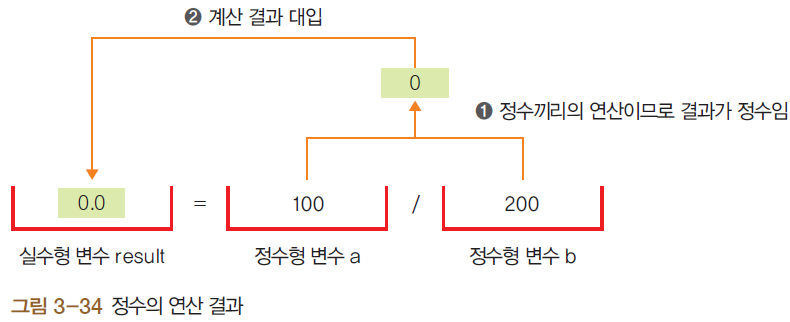 ❷ 계산 결과 대입
0
❶ 정수끼리의 연산이므로 결과가 정수임
0.0 = 100 / 200
실수형 변수 result 정수형 변수 a 정수형 변수 b
그림 3-34 정수의 연산 결과